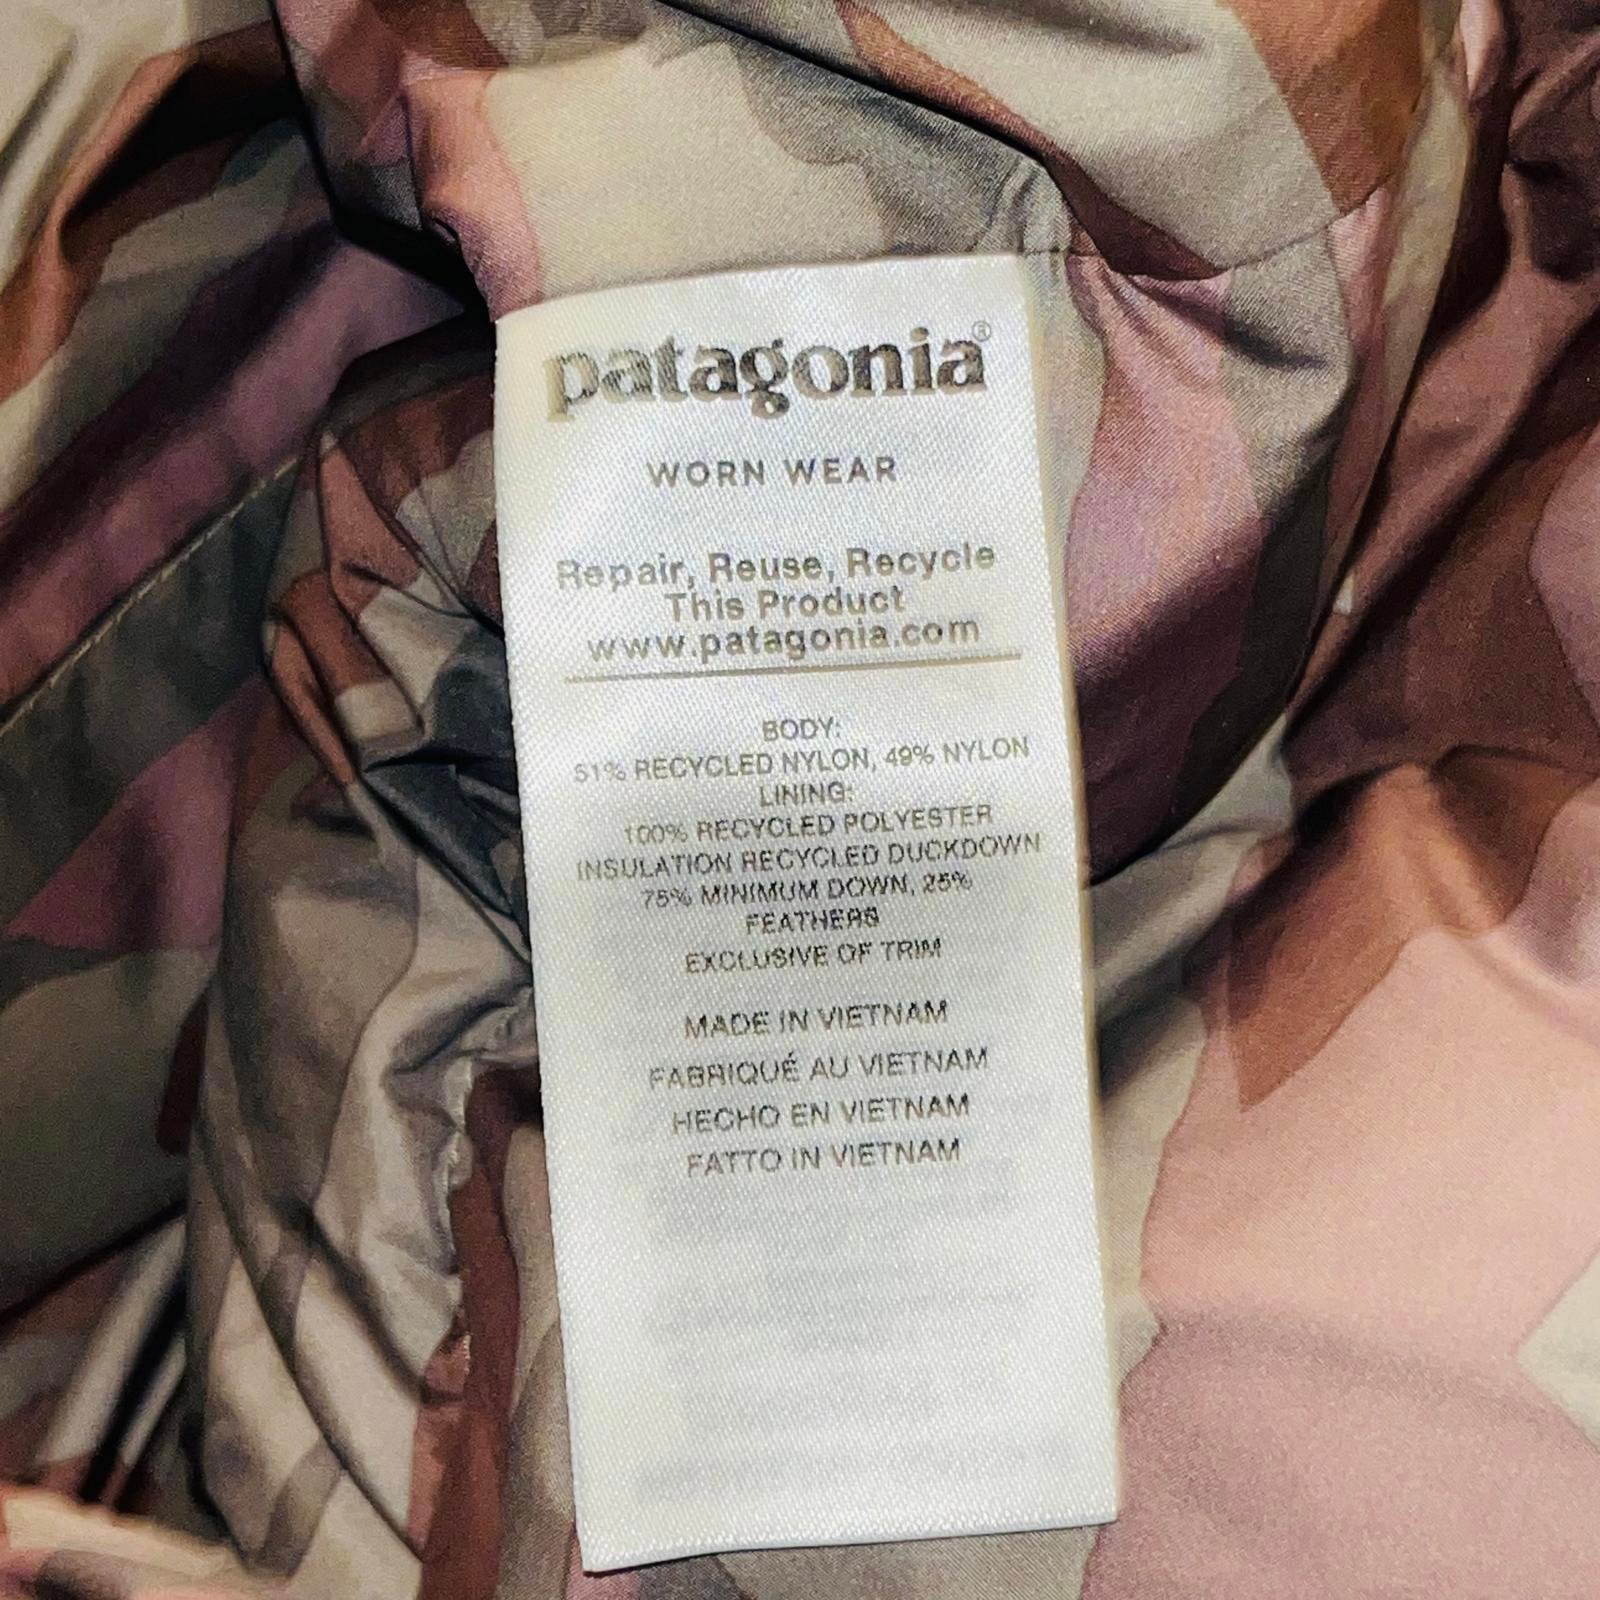 patagonia®
WORN WEAR
Repair, Reuse, Recycle
This Product
www.patagonia.com
BODY:
51% RECYCLED NYLON, 49% NYLON
LINING:
100% RECYCLED POLYESTER
INSULATION RECYCLED DUCKDOWN
75% MINIMUM DOWN, 25%
FEATHERS
EXCLUSIVE OF TRIM
MADE IN VIETNAM
FABRIQUÉ AU VIETNAM
HECHO EN VIETNAM
FATTO IN VIETNAM